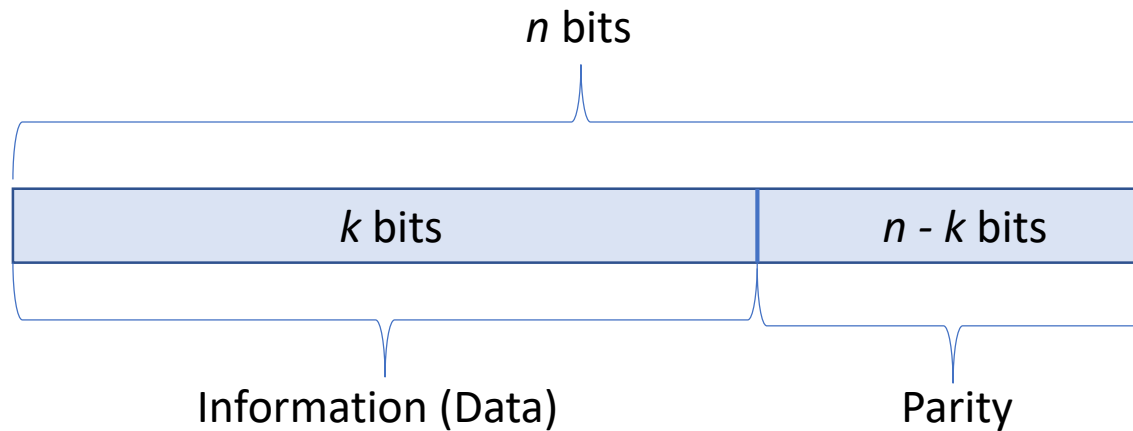 n bits
k bits
n - k bits
Information (Data)
Parity